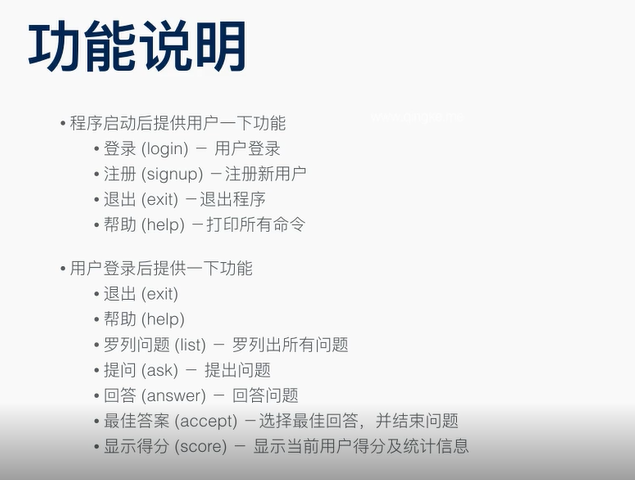 功能说明
• 程序启动后提供用户一下功能
• 登录 (login) － 用户登录
• 注册 (signup) －注册新用户
• 退出 (exit) －退出程序
• 帮助 (help) －打印所有命令
• 用户登录后提供一下功能
• 退出 (exit)
• 帮助 (help)
• 罗列问题 (list) － 罗列出所有问题
• 提问 (ask) － 提出问题
• 回答 (answer) － 回答问题
• 最佳答案 (accept) －选择最佳回答，并结束问题
• 显示得分 (score) － 显示当前用户得分及统计信息